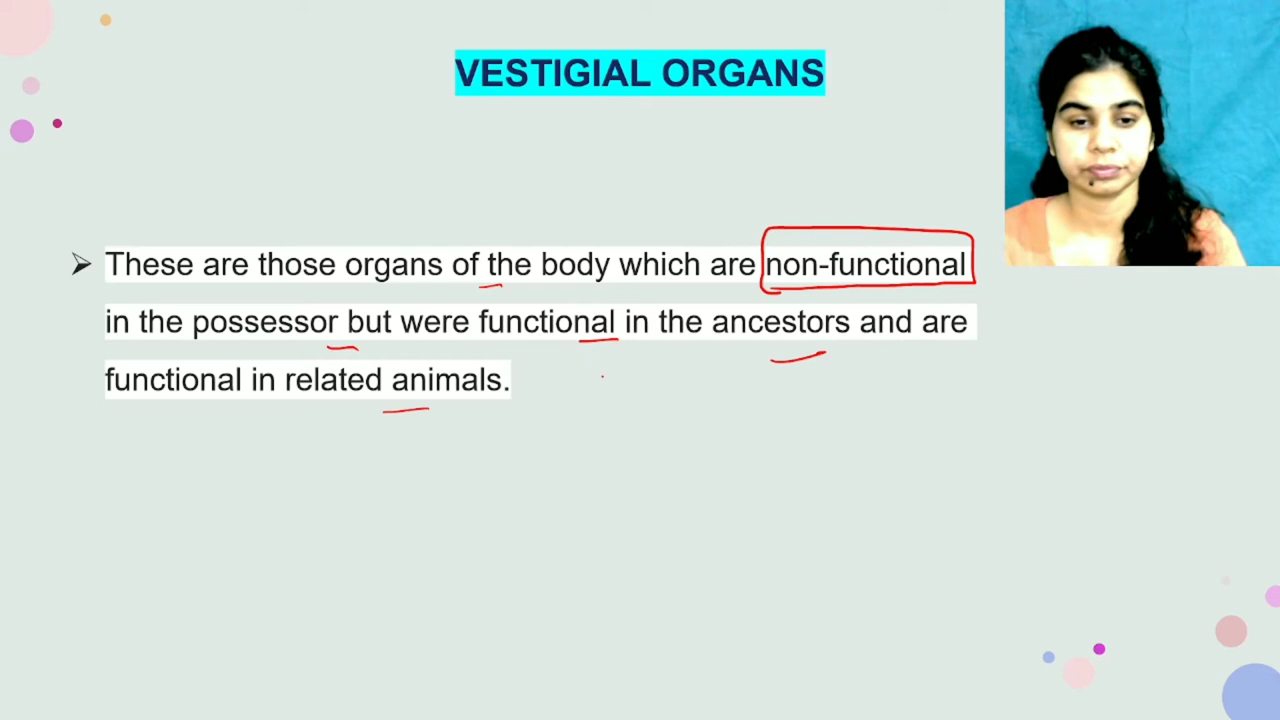 VESTIGIAL ORGANS
These are those organs of the body which are non-functional
in the possessor but were functional in the ancestors and are
functional in related animals.